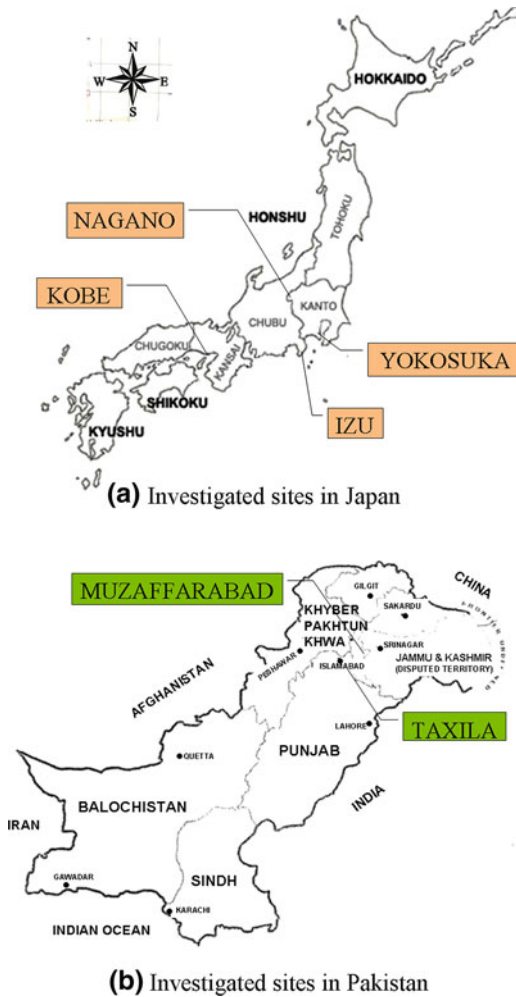 N
W E
S
HOKKAIDO
TOHOKU
HONSHU
NAGANO
KOBE
KANTO
CHUBU
CHUGOKU
KANSAI
YOKOSUKA
SHIKOKU
IZU
KYUSHU
(a) Investigated sites in Japan
MUZAFFARABAD
GILGIT
CHINA
SAKARDU
FRONTIER UNDEFINED
KHYBER
PAKHTUN
KHWA
SRINAGAR
PESHAWAR
ISLAMABAD
JAMMU & KASHMIR
(DISPUTED TERRITORY)
AFGHANISTAN
LAHORE
TAXILA
PUNJAB
QUETTA
INDIA
BALOCHISTAN
IRAN
SINDH
GAWADAR
KARACHI
INDIAN OCEAN
(b) Investigated sites in Pakistan